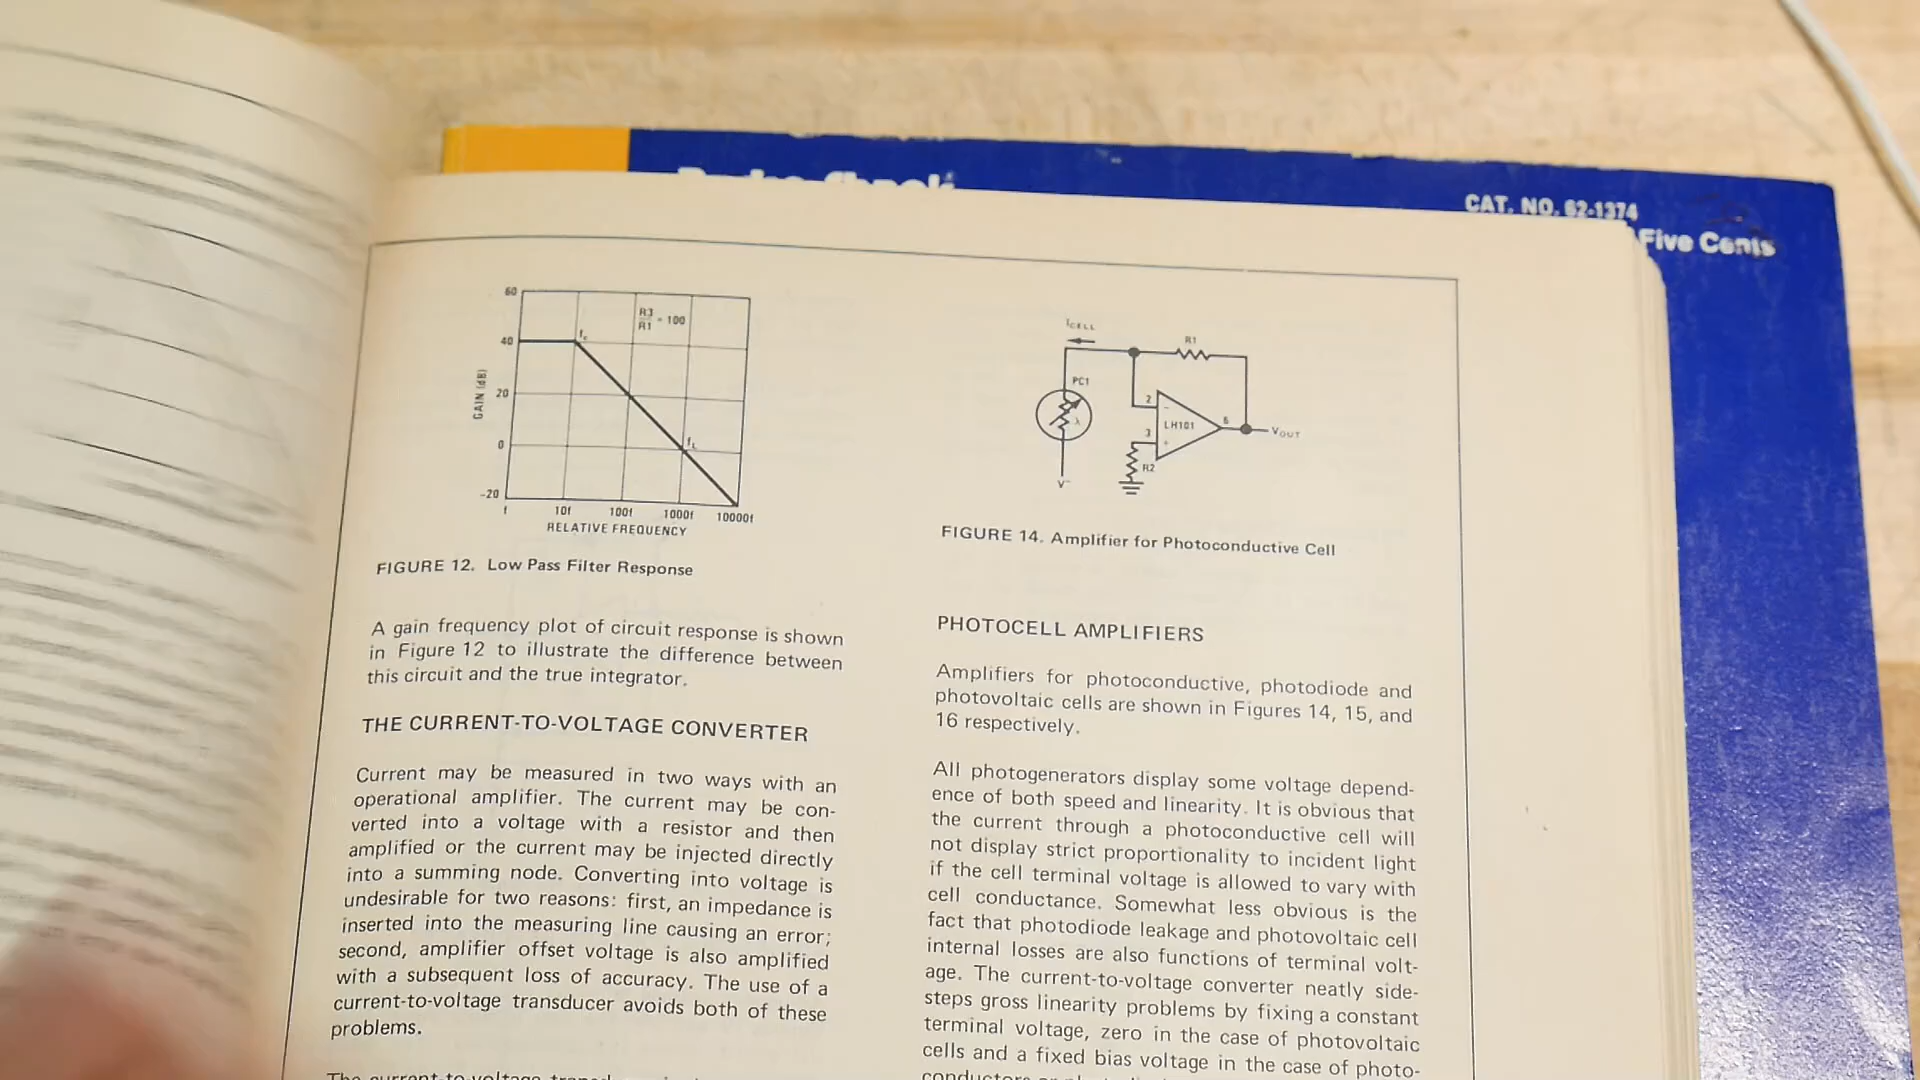 CAT. NO. 62-1374
Five Cents
60
R3
R1
= 100
40
fc
GAIN (dB)
20
0
fL
-20
f
10f
100f
1000f
10000f
RELATIVE FREQUENCY
FIGURE 12. Low Pass Filter Response
A gain frequency plot of circuit response is shown
in Figure 12 to illustrate the difference between
this circuit and the true integrator.
THE CURRENT-TO-VOLTAGE CONVERTER
Current may be measured in two ways with an
operational amplifier. The current may be con-
verted into a voltage with a resistor and then
amplified or the current may be injected directly
into a summing node. Converting into voltage is
undesirable for two reasons: first, an impedance is
inserted into the measuring line causing an error;
second, amplifier offset voltage is also amplified
with a subsequent loss of accuracy. The use of a
current-to-voltage transducer avoids both of these
problems.
ICELL
R1
PC1
λ
2
-
LH101
6
3
+
VOUT
R2
V-
FIGURE 14. Amplifier for Photoconductive Cell
PHOTOCELL AMPLIFIERS
Amplifiers for photoconductive, photodiode and
photovoltaic cells are shown in Figures 14, 15, and
16 respectively.
All photogenerators display some voltage depend-
ence of both speed and linearity. It is obvious that
the current through a photoconductive cell will
not display strict proportionality to incident light
if the cell terminal voltage is allowed to vary with
cell conductance. Somewhat less obvious is the
fact that photodiode leakage and photovoltaic cell
internal losses are also functions of terminal volt-
age. The current-to-voltage converter neatly side-
steps gross linearity problems by fixing a constant
terminal voltage, zero in the case of photovoltaic
cells and a fixed bias voltage in the case of photo-